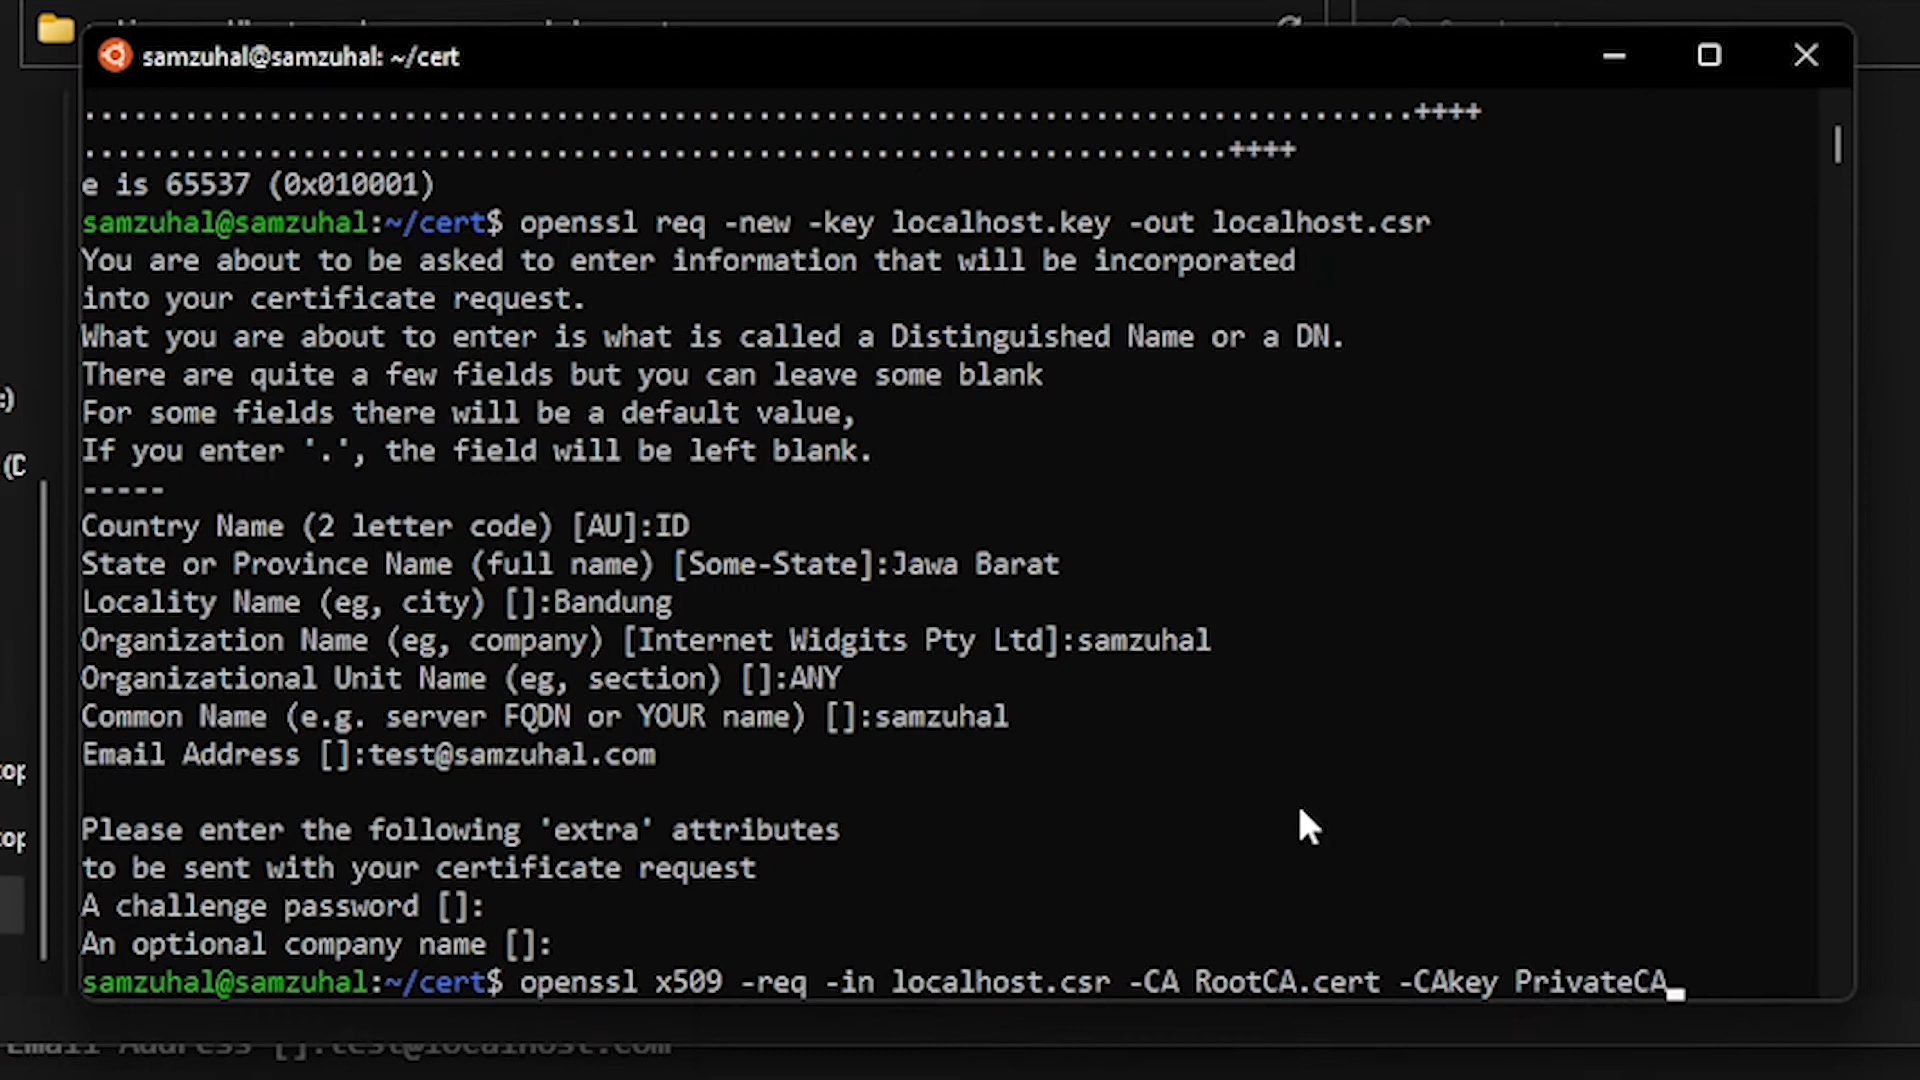 samzuhal@samzuhal: ~/cert
................................................................................++++
.....................................................................++++
e is 65537 (0x010001)
samzuhal@samzuhal:~/cert$ openssl req -new -key localhost.key -out localhost.csr
You are about to be asked to enter information that will be incorporated
into your certificate request.
What you are about to enter is what is called a Distinguished Name or a DN.
There are quite a few fields but you can leave some blank
For some fields there will be a default value,
If you enter '.', the field will be left blank.
-----
Country Name (2 letter code) [AU]:ID
State or Province Name (full name) [Some-State]:Jawa Barat
Locality Name (eg, city) []:Bandung
Organization Name (eg, company) [Internet Widgits Pty Ltd]:samzuhal
Organizational Unit Name (eg, section) []:ANY
Common Name (e.g. server FQDN or YOUR name) []:samzuhal
Email Address []:test@samzuhal.com
Please enter the following 'extra' attributes
to be sent with your certificate request
A challenge password []:
An optional company name []:
samzuhal@samzuhal:~/cert$ openssl x509 -req -in localhost.csr -CA RootCA.cert -CAkey PrivateCA
Email Address []:test@localhost.com